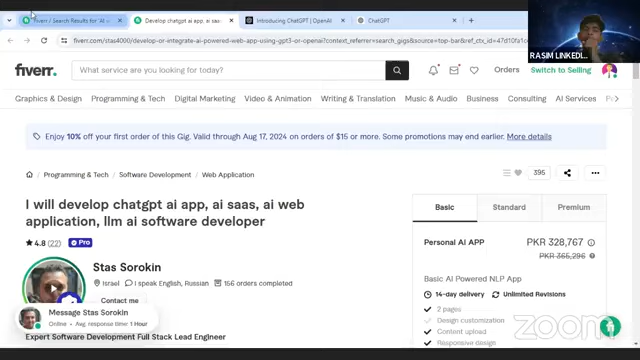 Fiverr / Search Results for 'AI w
Develop chatgpt ai app, ai saas
Introducing ChatGPT | OpenAI
ChatGPT
fiverr.com/stas4000/develop-or-integrate-ai-powered-web-app-using-gpt3-or-openai?context_referrer=search_gigs&source=top-bar&ref_ctx_id=47d10fa1c
RASIM LINKEDI...
fiverr.
What service are you looking for today?
Orders
Switch to Selling
Graphics & Design
Programming & Tech
Digital Marketing
Video & Animation
Writing & Translation
Music & Audio
Business
Consulting
AI Services
Pe
Enjoy 10% off your first order of this Gig. Valid through Aug 17, 2024 on orders of $15 or more. Some promotions may end earlier. More details
Programming & Tech
Software Development
Web Application
396
I will develop chatgpt ai app, ai saas, ai web
application, llm ai software developer
4.8 (22)
Pro
Stas Sorokin
Israel
I speak English, Russian
156 orders completed
Contact me
Message Stas Sorokin
Online • Avg. response time: 1 Hour
Expert Software Development Full Stack Lead Engineer
Basic
Standard
Premium
Personal AI APP
PKR 328,767
PKR 365,296
Basic AI Powered NLP App
14-day delivery
Unlimited Revisions
2 pages
Design customization
Content upload
Responsive design
zoom